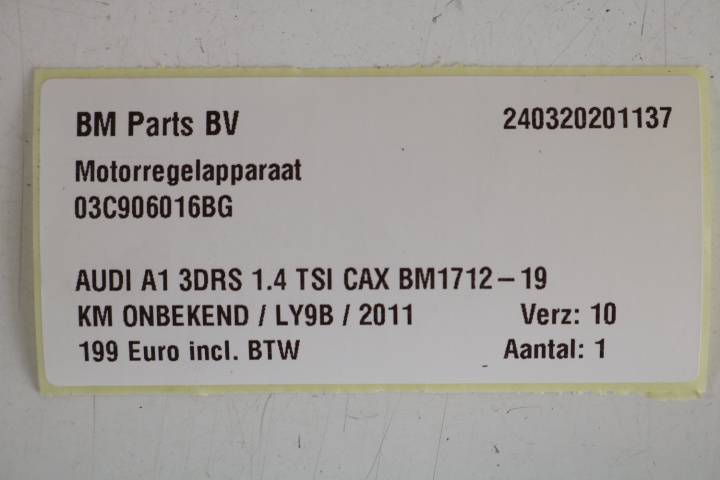 BM Parts BV 240320201137
Motorregelapparaat
03C906016BG
AUDI A1 3DRS 1.4 TSI CAX BM1712-19
KM ONBEKEND / LY9B / 2011 Verz: 10
199 Euro incl. BTW Aantal: 1